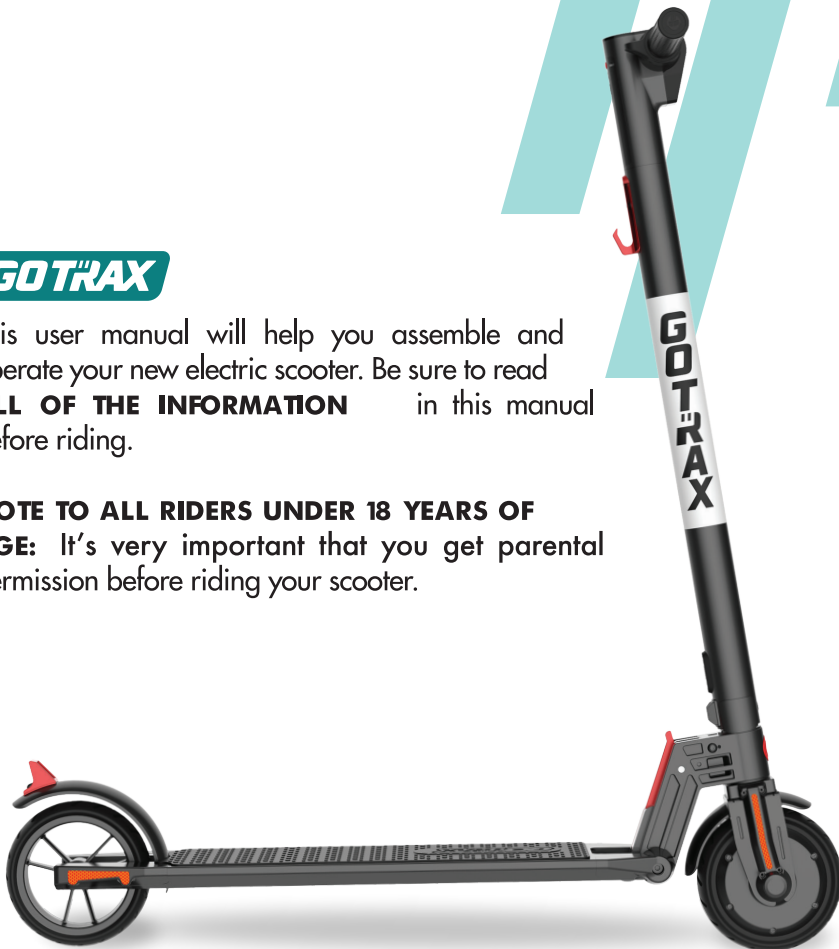 GOTRAX
is user manual will help you assemble and
perate your new electric scooter. Be sure to read
LL OF THE INFORMATION in this manual
efore riding.
OTE TO ALL RIDERS UNDER 18 YEARS OF
GE: It's very important that you get parental
ermission before riding your scooter.
GOTRAX